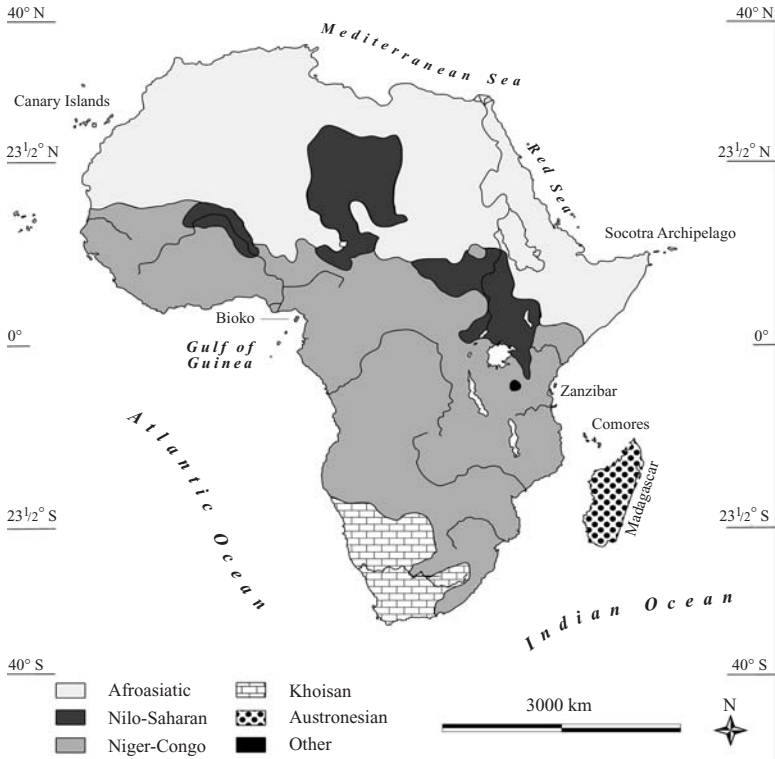 40° N
40° N
Mediterranean Sea
Canary Islands
23 1/2° N
23 1/2° N
Red Sea
Socotra Archipelago
Bioko
0°
0°
Gulf of
Guinea
Zanzibar
Comores
Atlantic Ocean
Madagascar
23 1/2° S
23 1/2° S
Indian Ocean
40° S
40° S
Afroasiatic
Khoisan
3000 km
N
Nilo-Saharan
Austronesian
Niger-Congo
Other